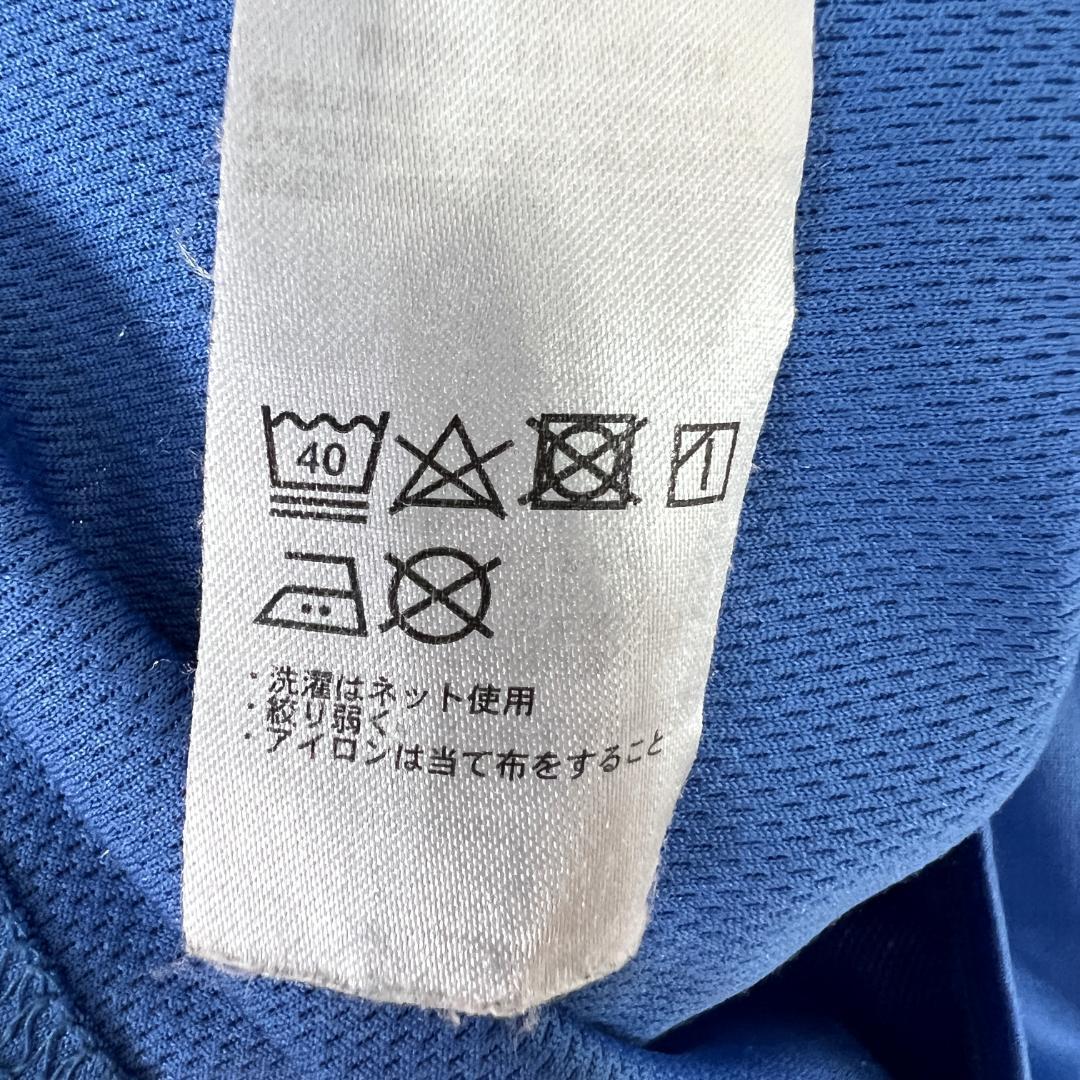 40
・洗濯はネット使用
・絞り弱く
・アイロンは当て布をすること